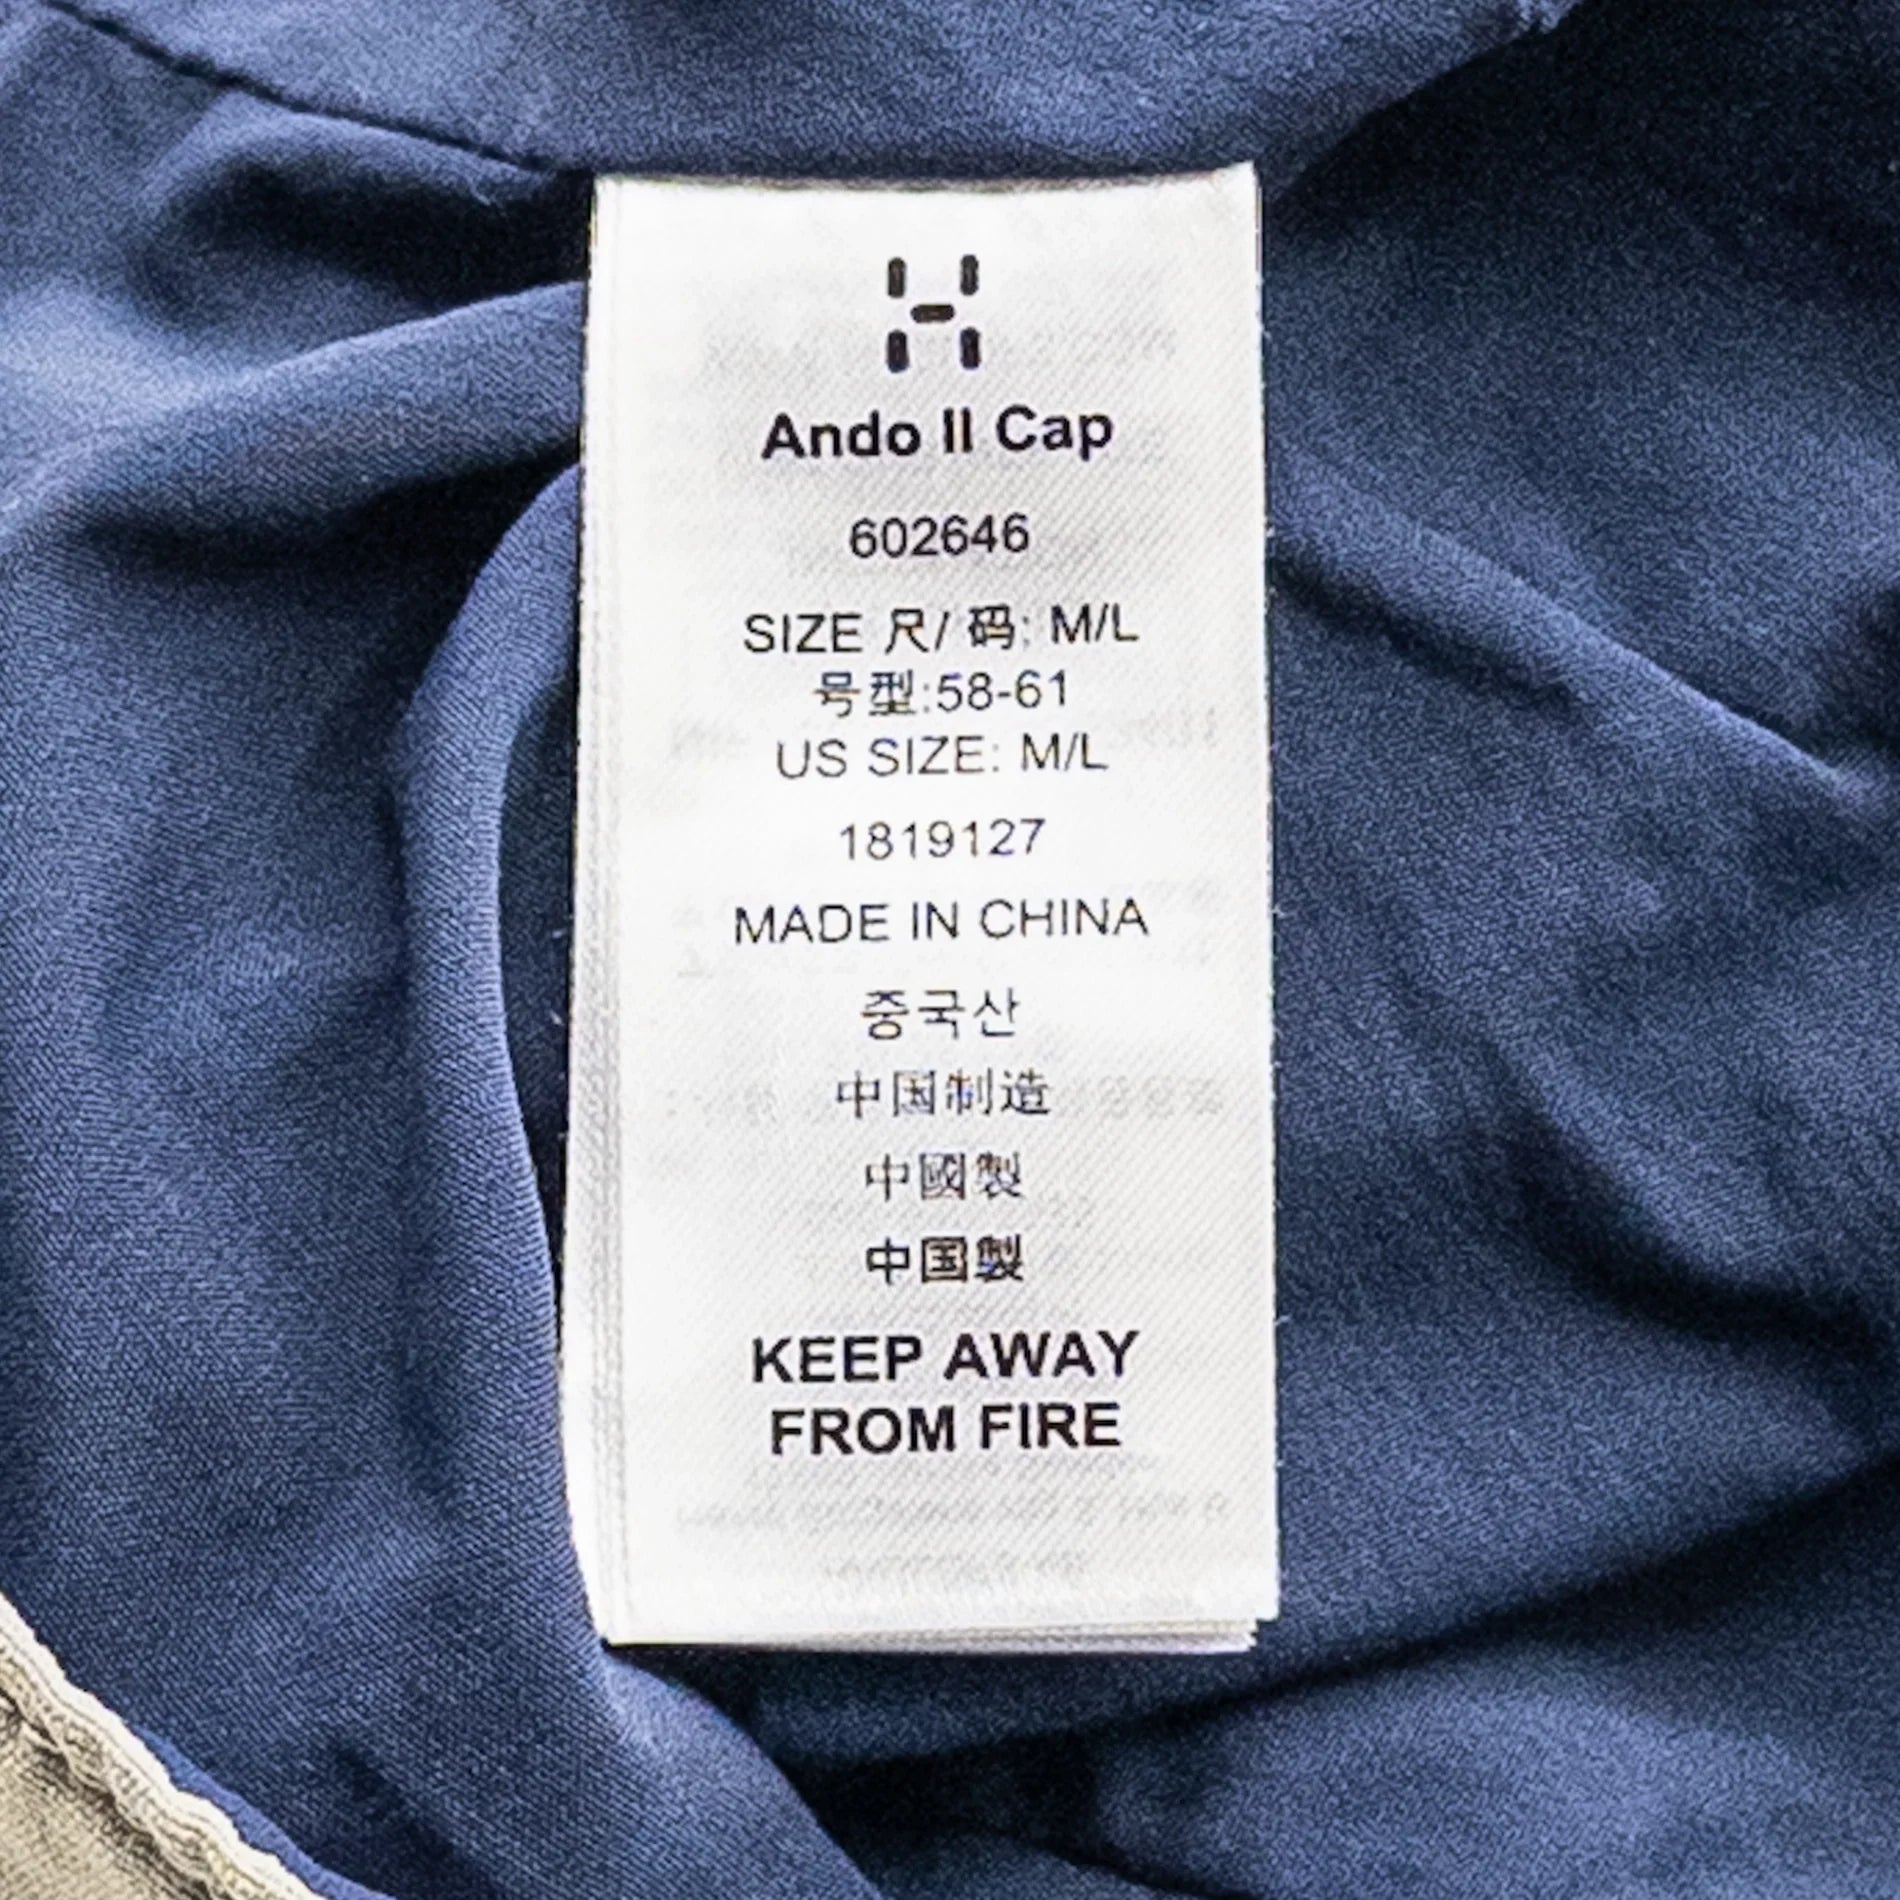 Ando II Cap
602646
SIZE 尺/ 码: M/L
号型:58-61
US SIZE: M/L
1819127
MADE IN CHINA
중국산
中国制造
中國製
中国製
KEEP AWAY
FROM FIRE